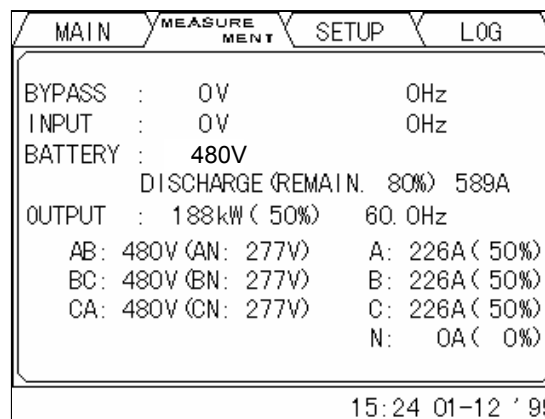 MAIN MEASUREMENT SETUP LOG
BYPASS : 0V 0Hz
INPUT : 0V 0Hz
BATTERY : 480V
DISCHARGE(REMAIN. 80%) 589A
OUTPUT : 188kW( 50%) 60.0Hz
AB: 480V(AN: 277V) A: 226A( 50%)
BC: 480V(BN: 277V) B: 226A( 50%)
CA: 480V(CN: 277V) C: 226A( 50%)
N: 0A( 0%)
15:24 01-12